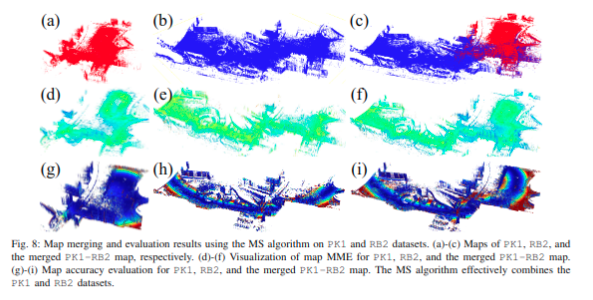 (a)
(b)
(c)
(d)
(e)
(f)
(g)
(h)
(i)
Fig. 8: Map merging and evaluation results using the MS algorithm on PK1 and RB2 datasets. (a)-(c) Maps of PK1, RB2, and
the merged PK1-RB2 map, respectively. (d)-(f) Visualization of map MME for PK1, RB2, and the merged PK1-RB2 map.
(g)-(i) Map accuracy evaluation for PK1, RB2, and the merged PK1-RB2 map. The MS algorithm effectively combines the
PK1 and RB2 datasets.